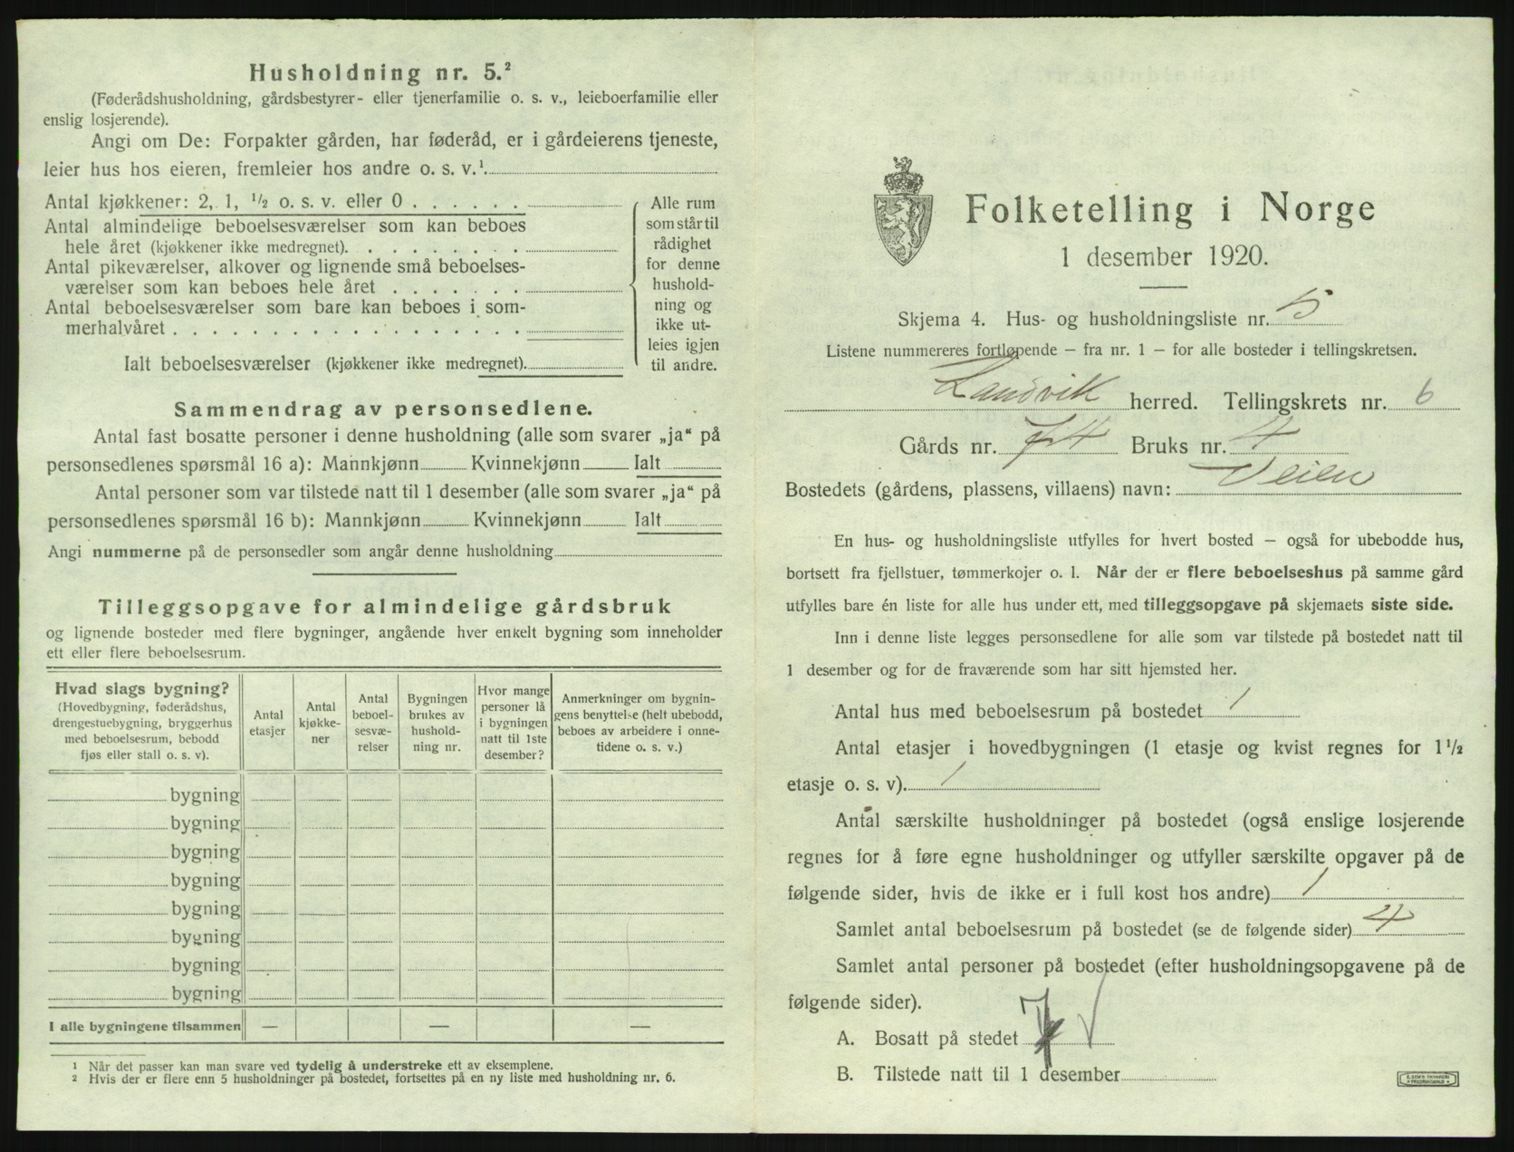 Husholdning nr. 5.²
(Føderådshusholdning, gårdsbestyrer- eller tjenerfamilie o. s. v., leieboerfamilie eller
enslig losjerende).
Angi om De: Forpakter gården, har føderåd, er i gårdeierens tjeneste,
leier hus hos eieren, fremleier hos andre o. s. v.¹
Antal kjøkkener: 2, 1, ½ o. s. v. eller 0
Antal almindelige beboelsesværelser som kan beboes
hele året (kjøkkener ikke medregnet).
Antal pikeværelser, alkover og lignende små beboelses-
værelser som kan beboes hele året
Antal beboelsesværelser som bare kan beboes i som-
merhalvåret
Ialt beboelsesværelser (kjøkkener ikke medregnet).
Alle rum
som står til
rådighet
for denne
hushold-
ning og
ikke ut-
leies igjen
til andre.
Sammendrag av personsedlene.
Antal fast bosatte personer i denne husholdning (alle som svarer „ja“ på
personsedlenes spørsmål 16 a): Mannkjønn Kvinnekjønn Ialt
Antal personer som var tilstede natt til 1 desember (alle som svarer „ja“ på
personsedlenes spørsmål 16 b): Mannkjønn Kvinnekjønn Ialt
Angi nummerne på de personsedler som angår denne husholdning
Tilleggsopgave for almindelige gårdsbruk
og lignende bosteder med flere bygninger, angående hver enkelt bygning som inneholder
ett eller flere beboelsesrum.
Hvad slags bygning?
(Hovedbygning, føderådshus,
drengestuebygning, bryggerhus
med beboelsesrum, bebodd
fjøs eller stall o. s. v).
Antal
etasjer
Antal
kjøkke-
ner
Antal
beboel-
sesvæ-
relser
Bygningen
brukes av
hushold-
ning nr.
Hvor mange
personer lå
i bygningen
natt til 1ste
desember?
Anmerkninger om bygnin-
gens benyttelse (helt ubebodd,
beboes av arbeidere i onne-
tidene o. s. v.)
bygning
bygning
bygning
bygning
bygning
bygning
bygning
bygning
I alle bygningene tilsammen — — —
¹ Når det passer kan man svare ved tydelig å understreke ett av eksemplene.
² Hvis der er flere enn 5 husholdninger på bostedet, fortsettes på en ny liste med husholdning nr. 6.
Folketelling i Norge
1 desember 1920.
Skjema 4. Hus- og husholdningsliste nr. 5
Listene nummereres fortløpende — fra nr. 1 — for alle bosteder i tellingskretsen.
Landvik herred. Tellingskrets nr. 6
Gårds nr. 74 Bruks nr. 4
Bostedets (gårdens, plassens, villaens) navn: Veien
En hus- og husholdningsliste utfylles for hvert bosted — også for ubebodde hus,
bortsett fra fjellstuer, tømmerkojer o. l. Når der er flere beboelseshus på samme gård
utfylles bare én liste for alle hus under ett, med tilleggsopgave på skjemaets siste side.
Inn i denne liste legges personsedlene for alle som var tilstede på bostedet natt til
1 desember og for de fraværende som har sitt hjemsted her.
Antal hus med beboelsesrum på bostedet 1
Antal etasjer i hovedbygningen (1 etasje og kvist regnes for 1½
etasje o. s. v). 1
Antal særskilte husholdninger på bostedet (også enslige losjerende
regnes for å føre egne husholdninger og utfyller særskilte opgaver på de
følgende sider, hvis de ikke er i full kost hos andre) 1
Samlet antal beboelsesrum på bostedet (se de følgende sider) 4
Samlet antal personer på bostedet (efter husholdningsopgavene på de
følgende sider).
A. Bosatt på stedet 7
B. Tilstede natt til 1 desember